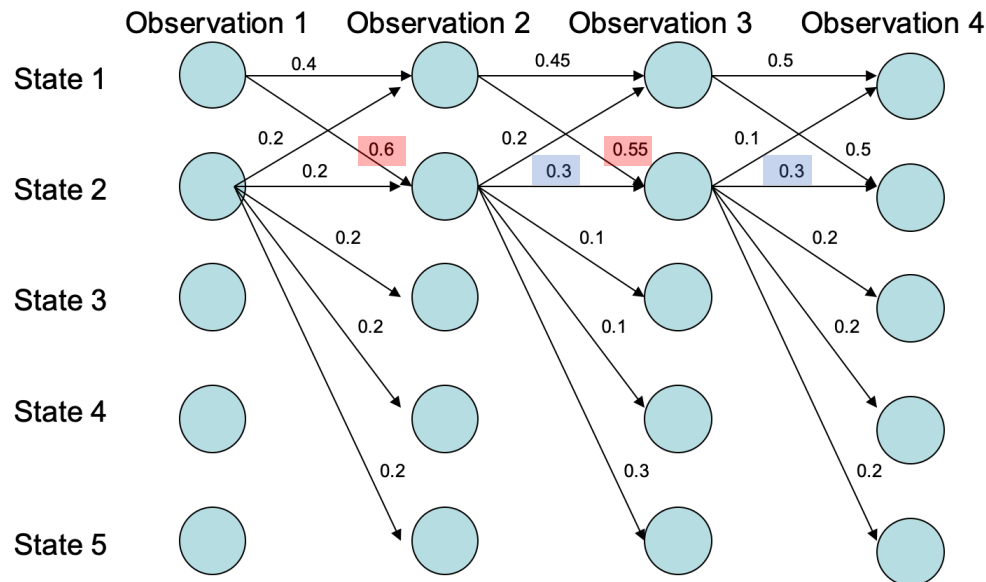 Observation 1 Observation 2 Observation 3 Observation 4
State 1
0.4 0.45 0.5
0.2 0.6 0.2 0.55 0.1 0.5
State 2
0.2 0.3 0.3
0.2 0.1 0.2
State 3
0.2 0.1 0.2
State 4
0.2 0.3 0.2
State 5